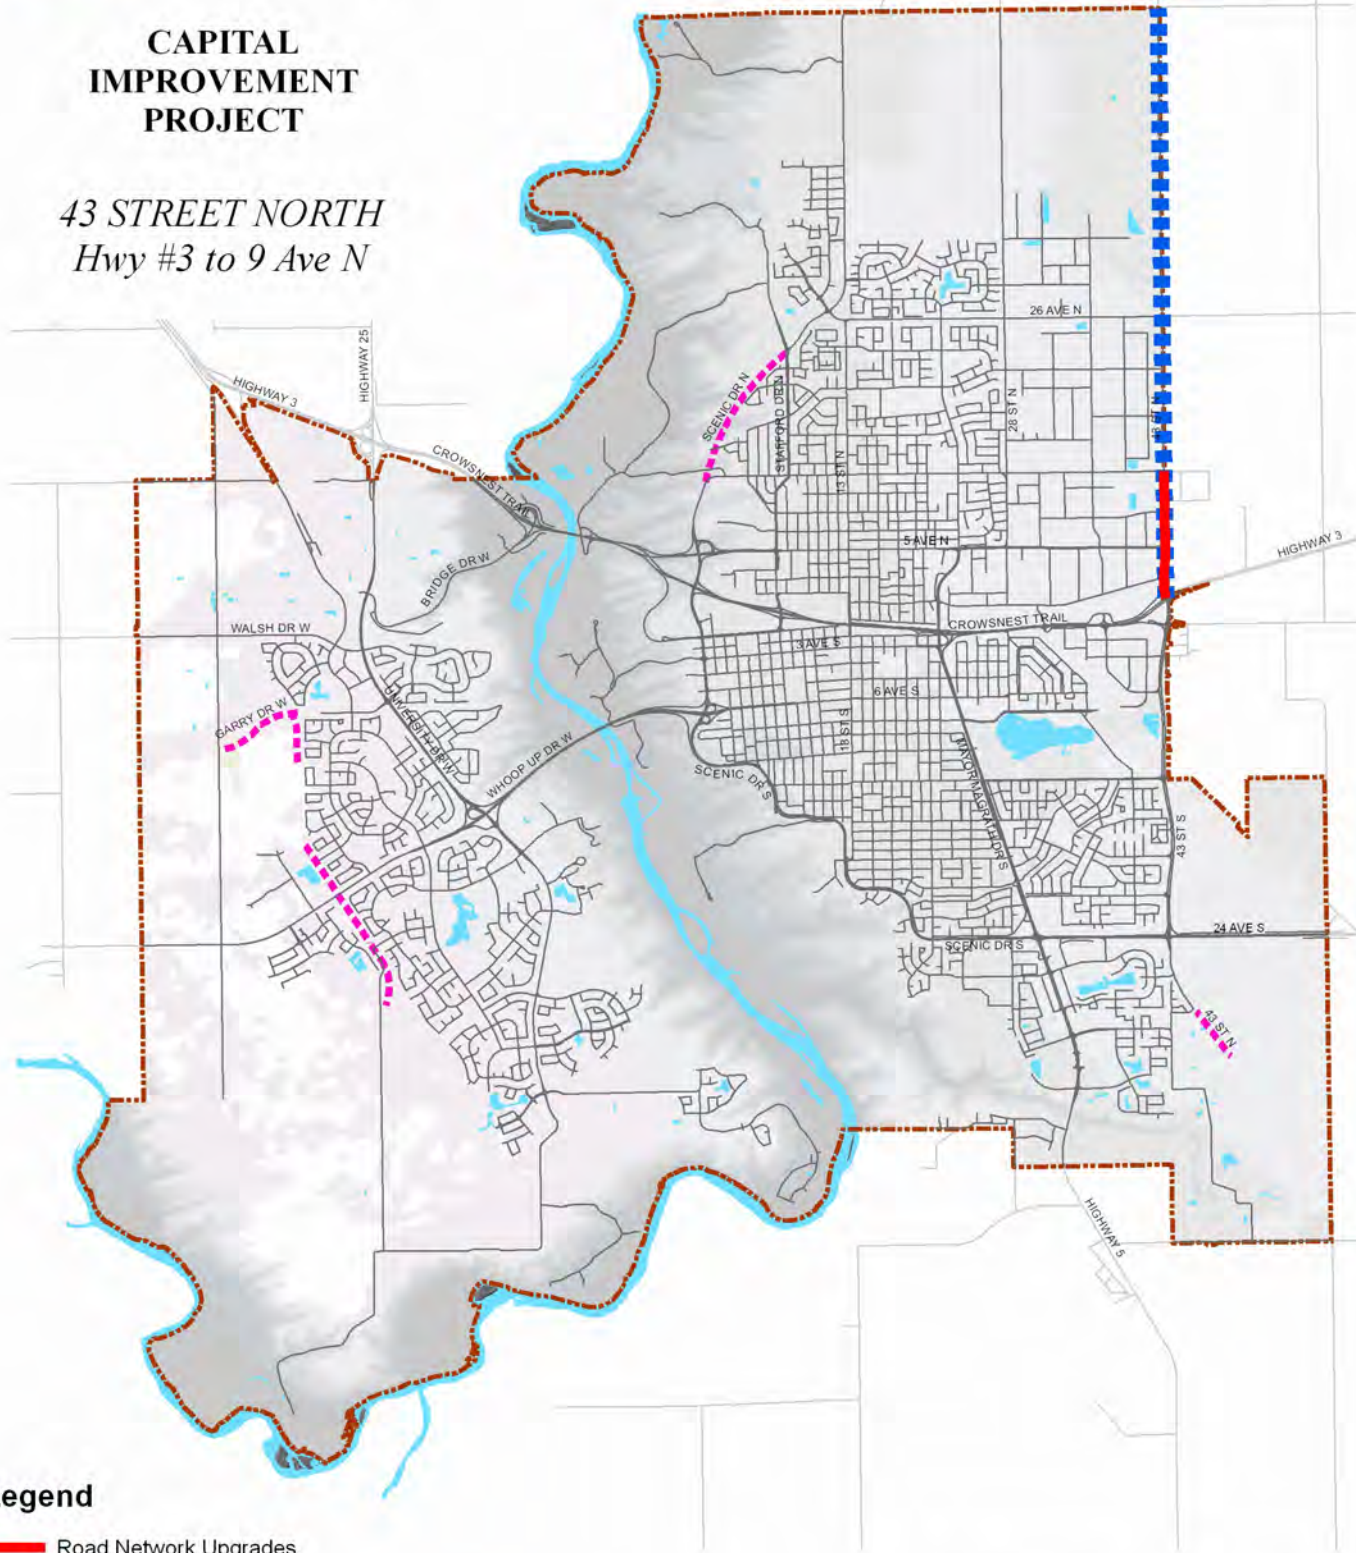 CAPITAL
IMPROVEMENT
PROJECT
43 STREET NORTH
Hwy #3 to 9 Ave N
26 AVE N
HIGHWAY 25
HIGHWAY 3
SCENIC DR N
STAFFORD DR N
28 ST N
43 ST N
CROWSNEST TRAIL
13 ST N
5 AVE N
HIGHWAY 3
BRIDGE DR W
WALSH DR W
CROWSNEST TRAIL
3 AVE S
6 AVE S
GARRY DR W
UNIVERSITY DR W
WHOOP UP DR W
13 ST S
MAYOR MAGRATH DR S
SCENIC DR S
43 ST S
24 AVE S
SCENIC DR S
43 ST N
HIGHWAY 5
egend
Road Network Upgrades